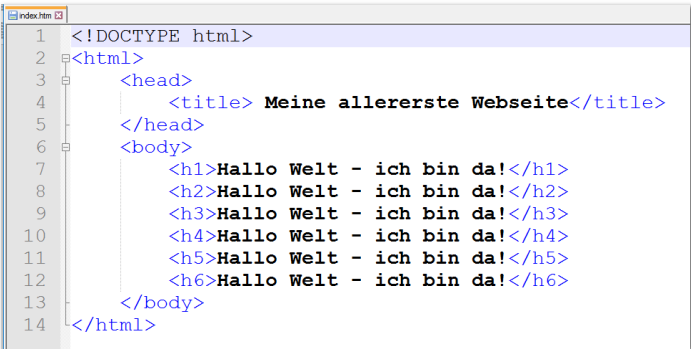 index.htm
1 <!DOCTYPE html>
2 <html>
3 <head>
4 <title> Meine allererste Webseite</title>
5 </head>
6 <body>
7 <h1>Hallo Welt - ich bin da!</h1>
8 <h2>Hallo Welt - ich bin da!</h2>
9 <h3>Hallo Welt - ich bin da!</h3>
10 <h4>Hallo Welt - ich bin da!</h4>
11 <h5>Hallo Welt - ich bin da!</h5>
12 <h6>Hallo Welt - ich bin da!</h6>
13 </body>
14 </html>